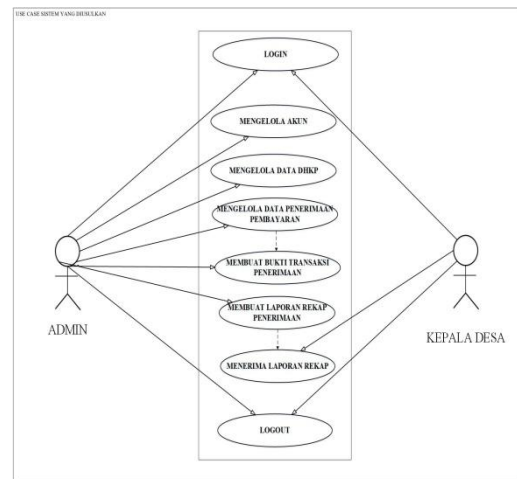 USE CASE SISTEM YANG DIUSULKAN
LOGIN
MENGELOLA AKUN
MENGELOLA DATA DHKP
MENGELOLA DATA PENERIMAAN
PEMBAYARAN
MEMBUAT BUKTI TRANSAKSI
PENERIMAAN
MEMBUAT LAPORAN REKAP
PENERIMAAN
MENERIMA LAPORAN REKAP
LOGOUT
ADMIN
KEPALA DESA